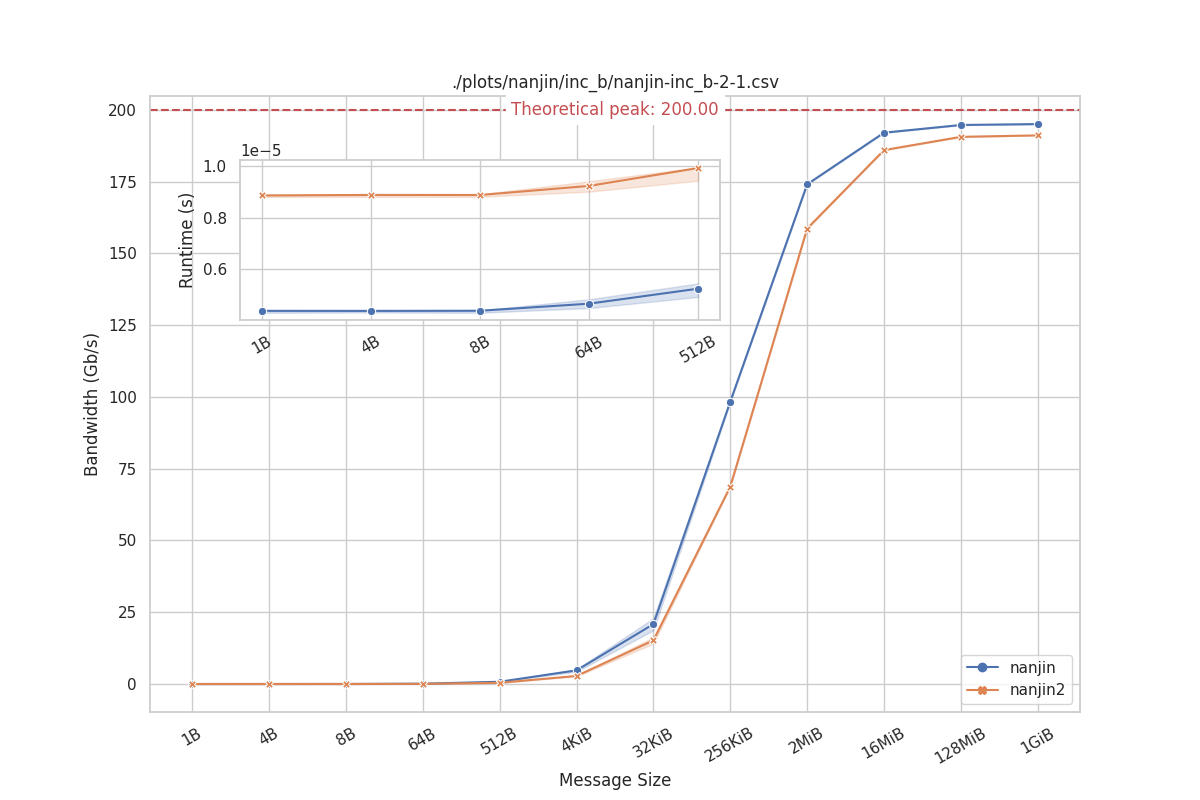 ./plots/nanjin/inc_b/nanjin-inc_b-2-1.csv
200
Theoretical peak: 200.00
175
150
125
100
75
50
25
0
Bandwidth (Gb/s)
1e−5
1.0
0.8
0.6
Runtime (s)
1B 4B 8B 64B 512B
nanjin
nanjin2
1B 4B 8B 64B 512B 4KiB 32KiB 256KiB 2MiB 16MiB 128MiB 1GiB
Message Size